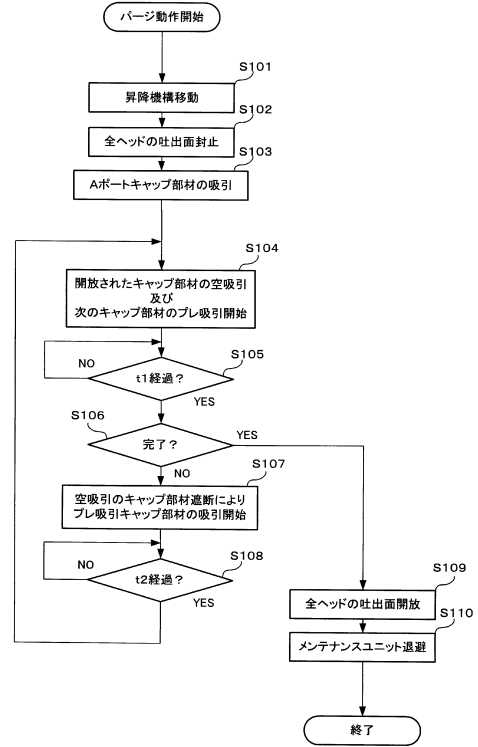 パージ動作開始
S101
昇降機構移動
S102
全ヘッドの吐出面封止
S103
Aポートキャップ部材の吸引
S104
開放されたキャップ部材の空吸引
及び
次のキャップ部材のプレ吸引開始
S105
t1経過？
NO
YES
S106
完了？
YES
NO
S107
空吸引のキャップ部材遮断により
プレ吸引キャップ部材の吸引開始
S108
t2経過？
NO
YES
S109
全ヘッドの吐出面開放
S110
メンテナンスユニット退避
終了